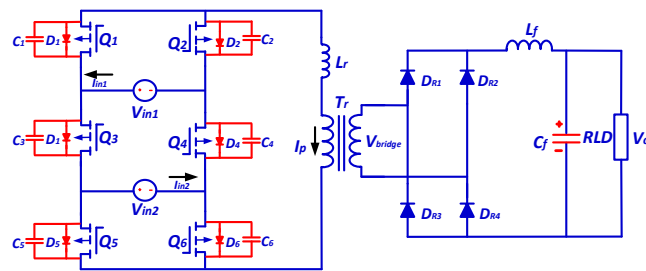 C1 D1 Q1 Q2 D2 C2
Iin1
Vin1
Lr
Tr
C3 D1 Q3 Q4 D4 C4
Ip
Vbridge
Iin2
Vin2
C5 D5 Q5 Q6 D6 C6
Lf
DR1 DR2
Cf + RLD Vo
DR3 DR4